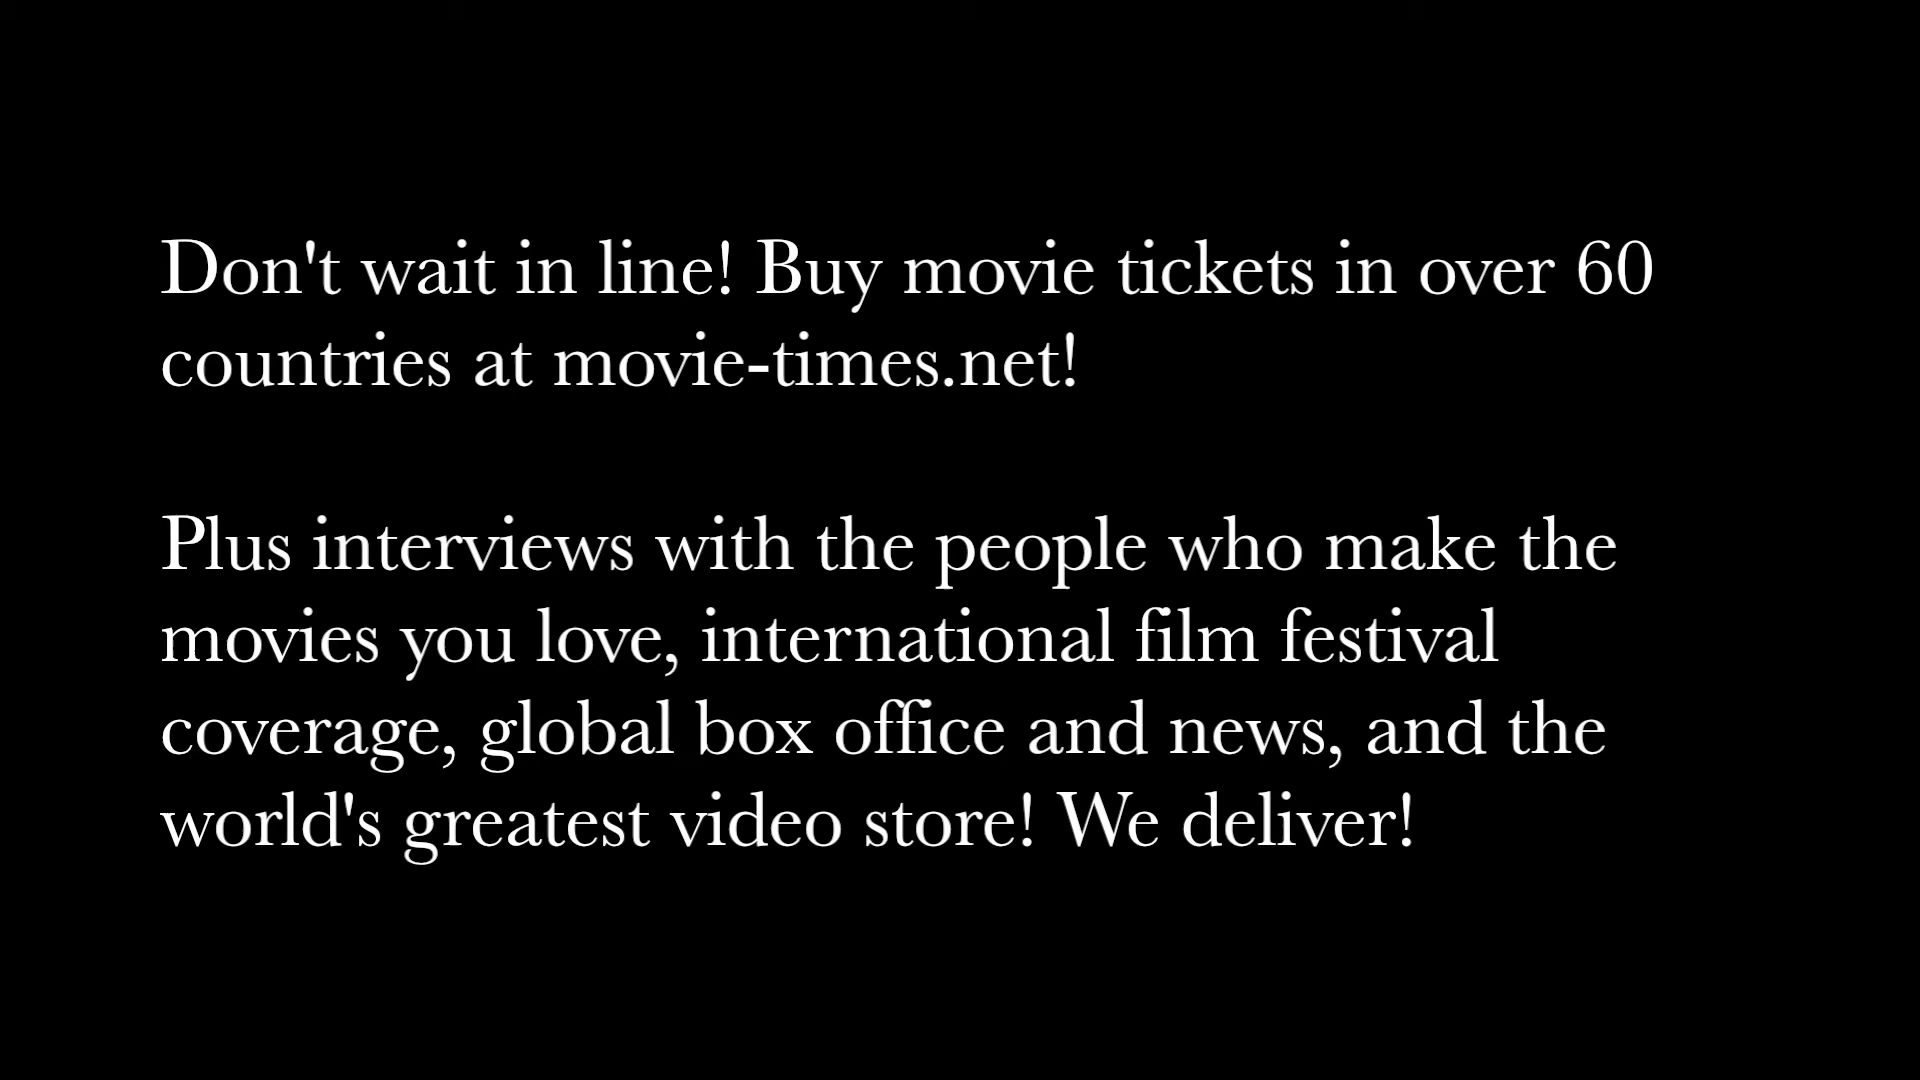 Don't wait in line! Buy movie tickets in over 60
countries at movie-times.net!
Plus interviews with the people who make the
movies you love, international film festival
coverage, global box office and news, and the
world's greatest video store! We deliver!